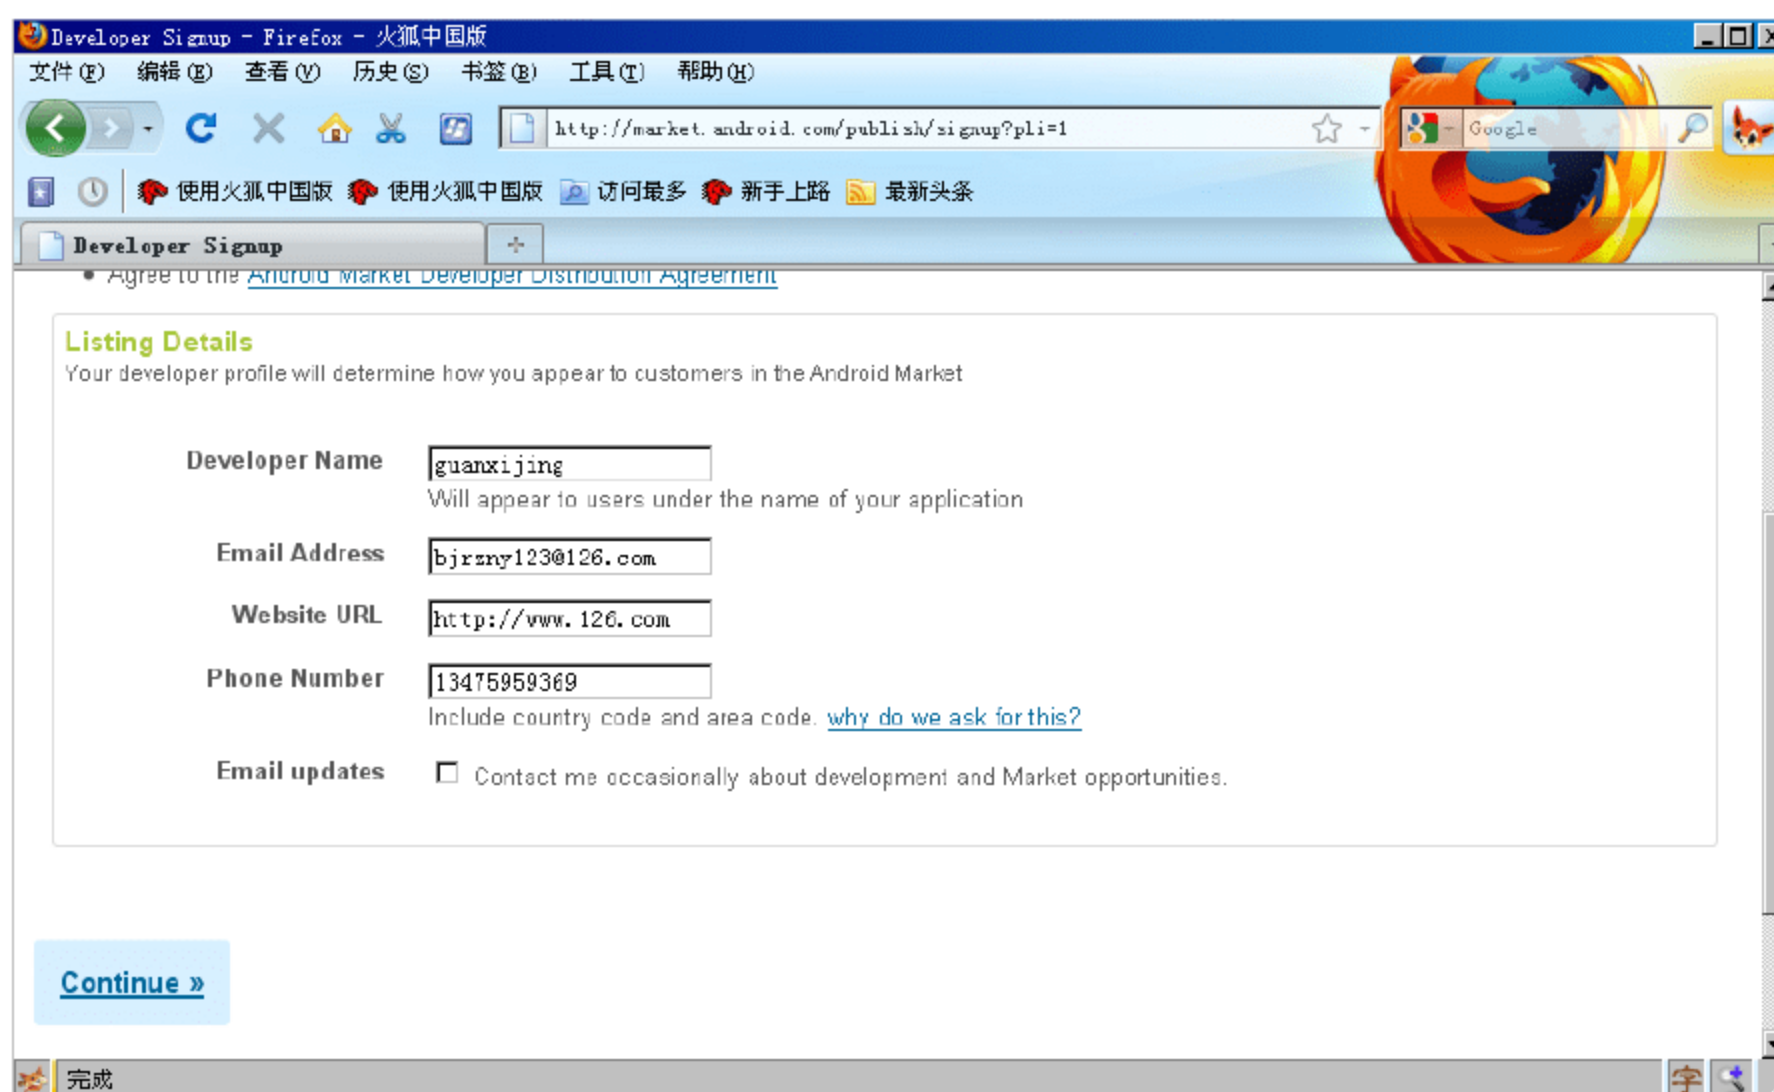 Developer Signup - Firefox - 火狐中国版
文件(F) 编辑(E) 查看(V) 历史(S) 书签(B) 工具(T) 帮助(H)
http://market.android.com/publish/signup?pli=1 Google
使用火狐中国版 使用火狐中国版 访问最多 新手上路 最新头条
Developer Signup
Agree to the Android Market Developer Distribution Agreement
Listing Details
Your developer profile will determine how you appear to customers in the Android Market
Developer Name guanxijing
Will appear to users under the name of your application
Email Address bjrzny123@126.com
Website URL http://www.126.com
Phone Number 13475959369
Include country code and area code. why do we ask for this?
Email updates Contact me occasionally about development and Market opportunities.
Continue »
完成 字